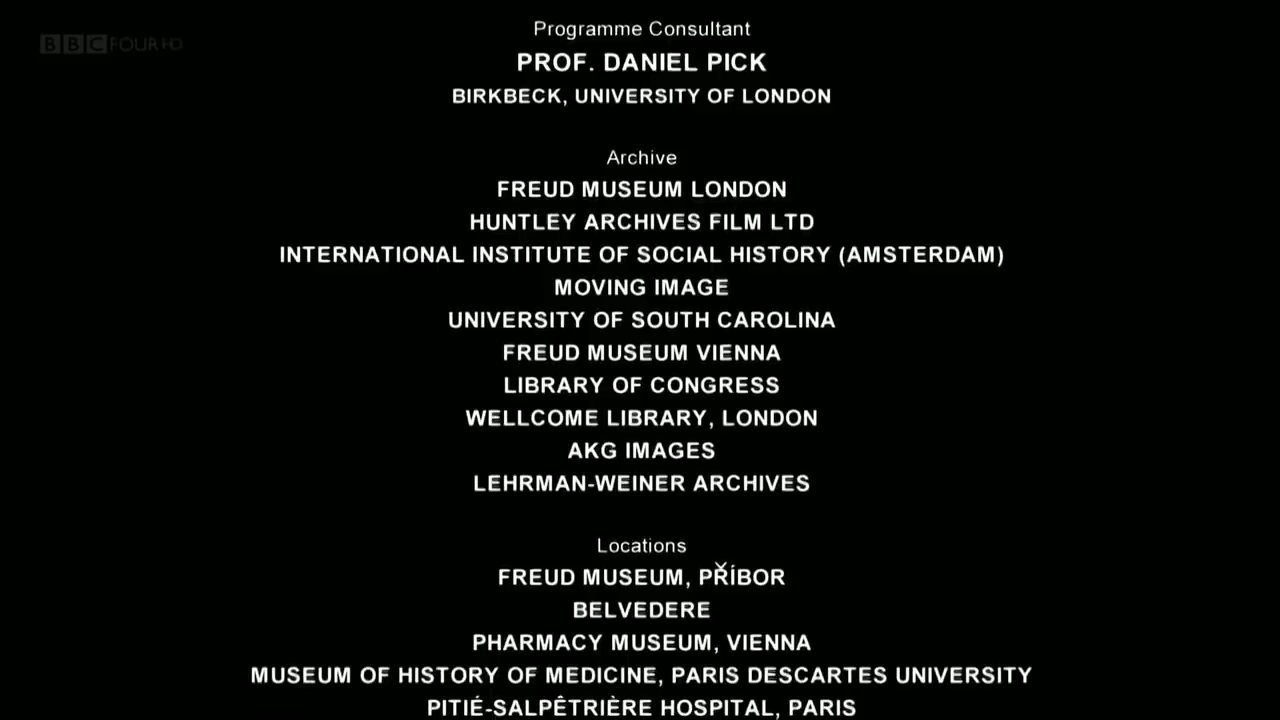 BBC FOUR HD
Programme Consultant
PROF. DANIEL PICK
BIRKBECK, UNIVERSITY OF LONDON
Archive
FREUD MUSEUM LONDON
HUNTLEY ARCHIVES FILM LTD
INTERNATIONAL INSTITUTE OF SOCIAL HISTORY (AMSTERDAM)
MOVING IMAGE
UNIVERSITY OF SOUTH CAROLINA
FREUD MUSEUM VIENNA
LIBRARY OF CONGRESS
WELLCOME LIBRARY, LONDON
AKG IMAGES
LEHRMAN-WEINER ARCHIVES
Locations
FREUD MUSEUM, PŘÍBOR
BELVEDERE
PHARMACY MUSEUM, VIENNA
MUSEUM OF HISTORY OF MEDICINE, PARIS DESCARTES UNIVERSITY
PITIÉ-SALPÊTRIÈRE HOSPITAL, PARIS